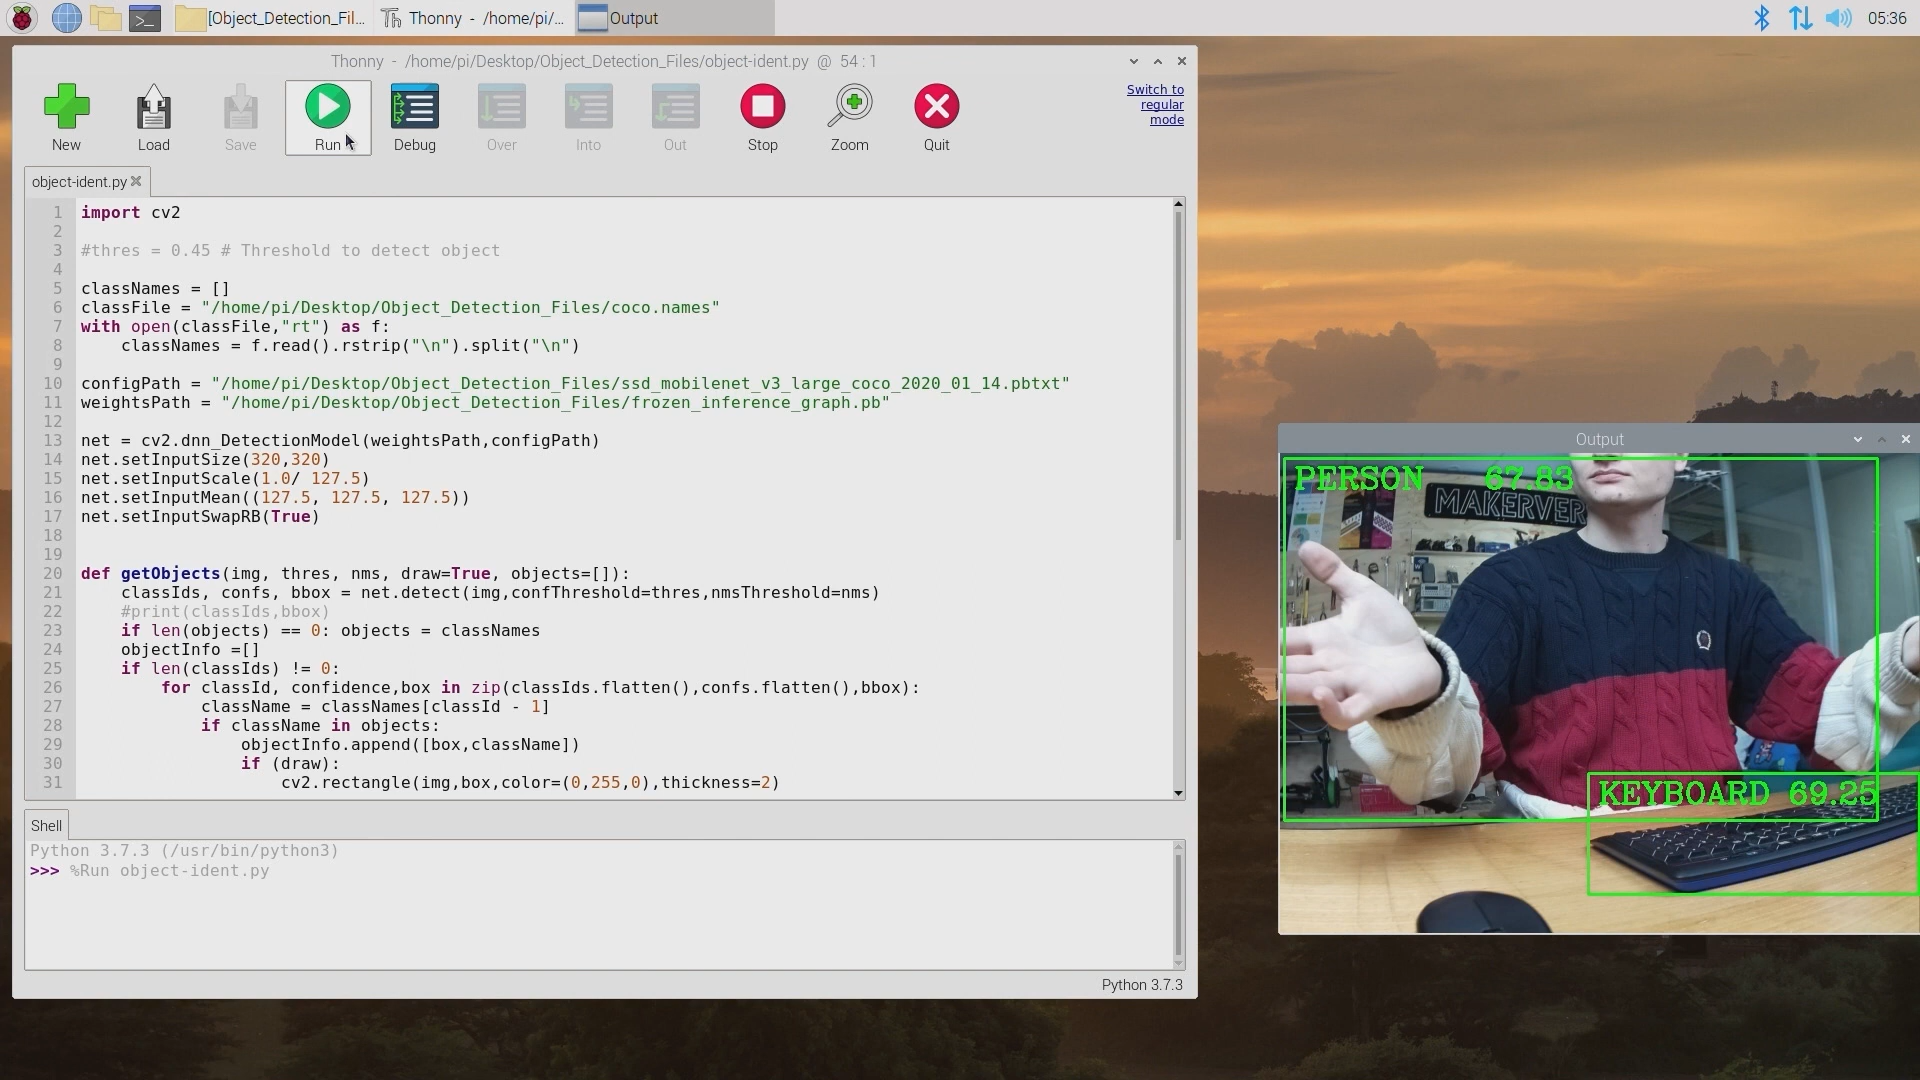 [Object_Detection_Fil...
Thonny - /home/pi/...
Output
05:36
Thonny - /home/pi/Desktop/Object_Detection_Files/object-ident.py @ 54 : 1
New
Load
Save
Run
Debug
Over
Into
Out
Stop
Zoom
Quit
Switch to
regular
mode
object-ident.py
1 import cv2
2
3 #thres = 0.45 # Threshold to detect object
4
5 classNames = []
6 classFile = "/home/pi/Desktop/Object_Detection_Files/coco.names"
7 with open(classFile,"rt") as f:
8     classNames = f.read().rstrip("\n").split("\n")
9
10 configPath = "/home/pi/Desktop/Object_Detection_Files/ssd_mobilenet_v3_large_coco_2020_01_14.pbtxt"
11 weightsPath = "/home/pi/Desktop/Object_Detection_Files/frozen_inference_graph.pb"
12
13 net = cv2.dnn_DetectionModel(weightsPath,configPath)
14 net.setInputSize(320,320)
15 net.setInputScale(1.0/ 127.5)
16 net.setInputMean((127.5, 127.5, 127.5))
17 net.setInputSwapRB(True)
18
19
20 def getObjects(img, thres, nms, draw=True, objects=[]):
21     classIds, confs, bbox = net.detect(img,confThreshold=thres,nmsThreshold=nms)
22     #print(classIds,bbox)
23     if len(objects) == 0: objects = classNames
24     objectInfo =[]
25     if len(classIds) != 0:
26         for classId, confidence,box in zip(classIds.flatten(),confs.flatten(),bbox):
27             className = classNames[classId - 1]
28             if className in objects:
29                 objectInfo.append([box,className])
30                 if (draw):
31                     cv2.rectangle(img,box,color=(0,255,0),thickness=2)
Shell
Python 3.7.3 (/usr/bin/python3)
>>> %Run object-ident.py
Python 3.7.3
Output
PERSON 67.83
MAKERVER
KEYBOARD 69.25